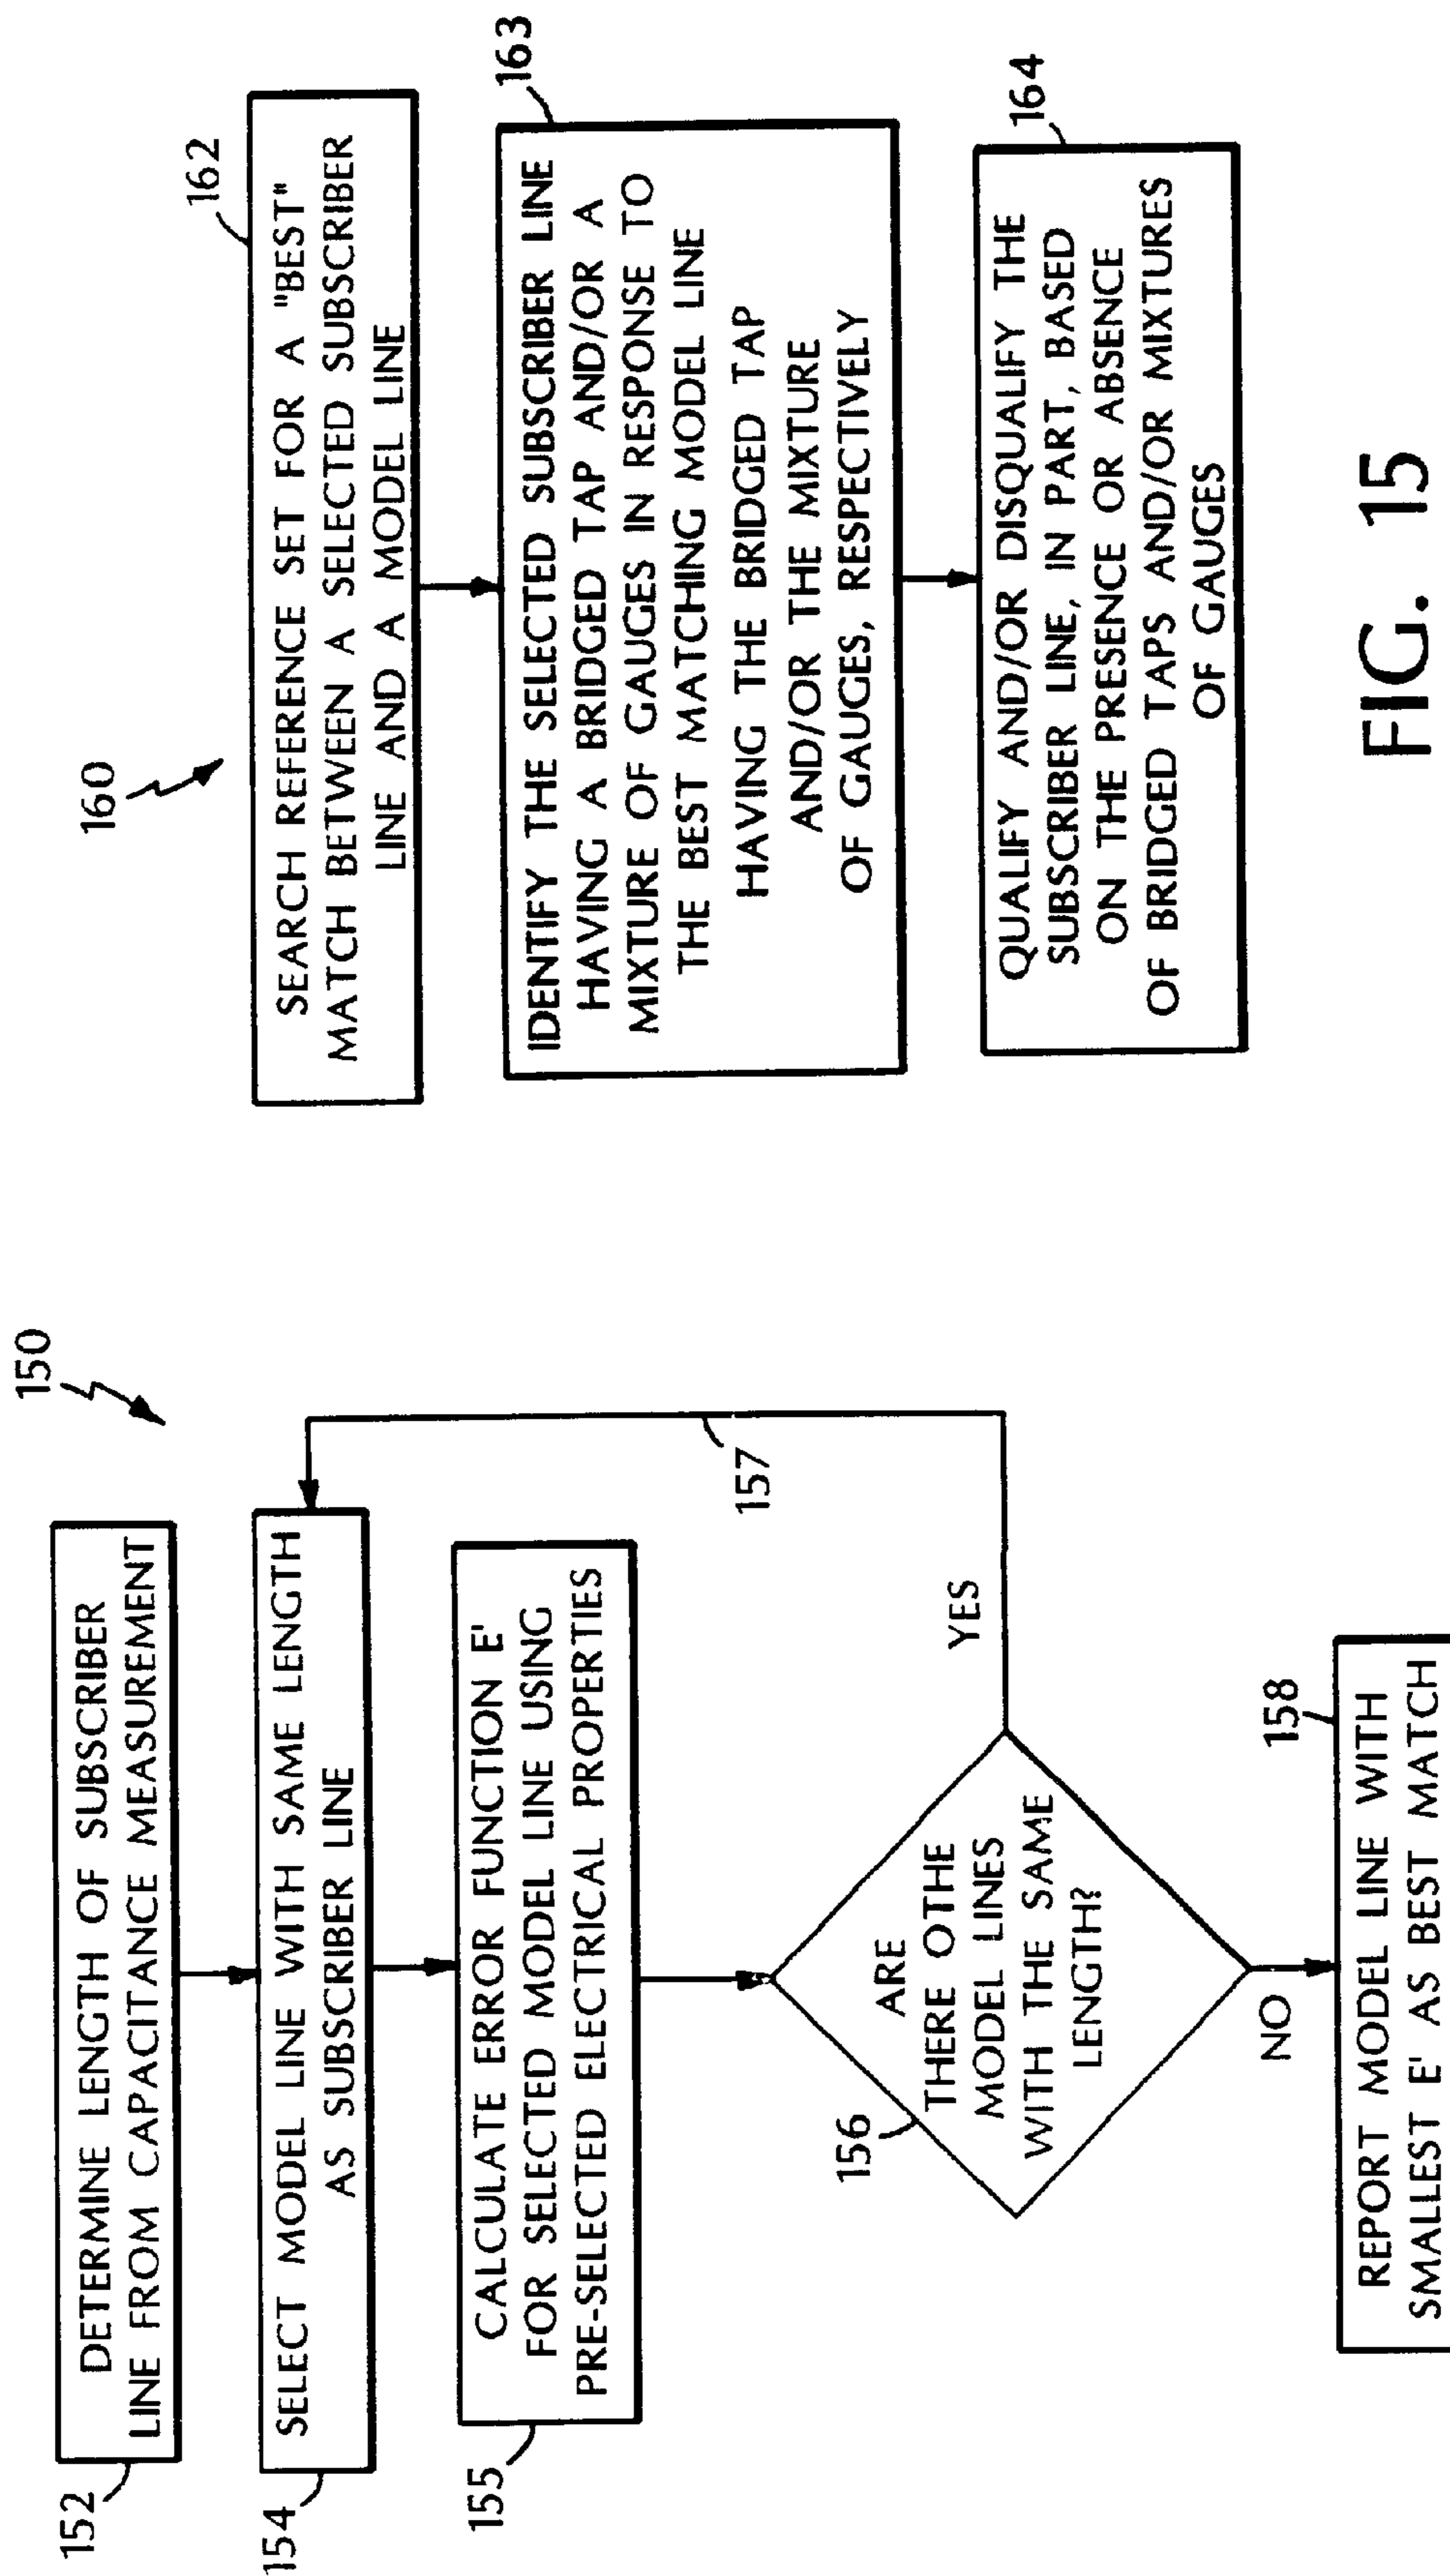 150
152
DETERMINE LENGTH OF SUBSCRIBER
LINE FROM CAPACITANCE MEASUREMENT
154
SELECT MODEL LINE WITH SAME LENGTH
AS SUBSCRIBER LINE
155
CALCULATE ERROR FUNCTION E'
FOR SELECTED MODEL LINE USING
PRE-SELECTED ELECTRICAL PROPERTIES
156
ARE
THERE OTHE
MODEL LINES
WITH THE SAME
LENGTH?
YES
157
NO
158
REPORT MODEL LINE WITH
SMALLEST E' AS BEST MATCH
160
162
SEARCH REFERENCE SET FOR A "BEST"
MATCH BETWEEN A SELECTED SUBSCRIBER
LINE AND A MODEL LINE
163
IDENTIFY THE SELECTED SUBSCRIBER LINE
HAVING A BRIDGED TAP AND/OR A
MIXTURE OF GAUGES IN RESPONSE TO
THE BEST MATCHING MODEL LINE
HAVING THE BRIDGED TAP
AND/OR THE MIXTURE
OF GAUGES, RESPECTIVELY
164
QUALIFY AND/OR DISQUALIFY THE
SUBSCRIBER LINE, IN PART, BASED
ON THE PRESENCE OR ABSENCE
OF BRIDGED TAPS AND/OR MIXTURES
OF GAUGES
FIG. 15